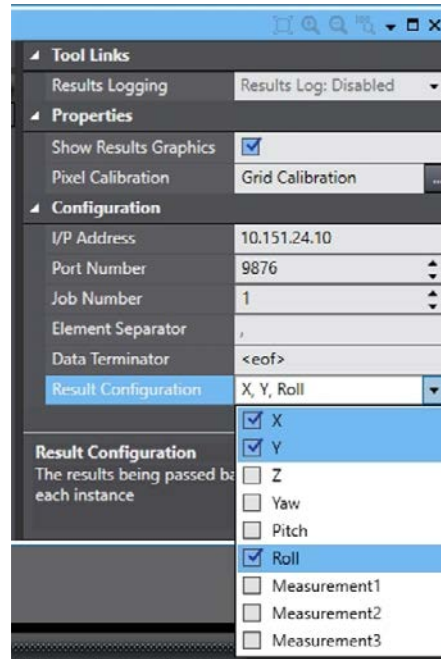 Tool Links
Results Logging Results Log: Disabled
Properties
Show Results Graphics
Pixel Calibration Grid Calibration ...
Configuration
I/P Address 10.151.24.10
Port Number 9876
Job Number 1
Element Separator ,
Data Terminator <eof>
Result Configuration X, Y, Roll
X
Y
Z
Yaw
Pitch
Roll
Measurement1
Measurement2
Measurement3
Result Configuration
The results being passed ba
each instance